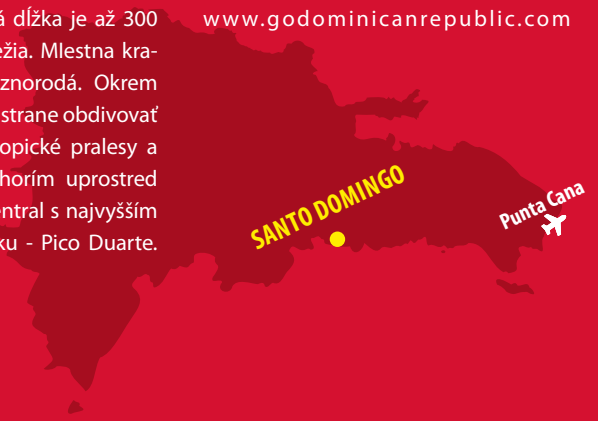 á dĺžka je až 300
ežia. Mlestna kra-
znorodá. Okrem
strane obdivovať
opické pralesy a
horím uprostred
entral s najvyšším
ku - Pico Duarte.
www.godominicanrepublic.com
SANTO DOMINGO
Punta Cana